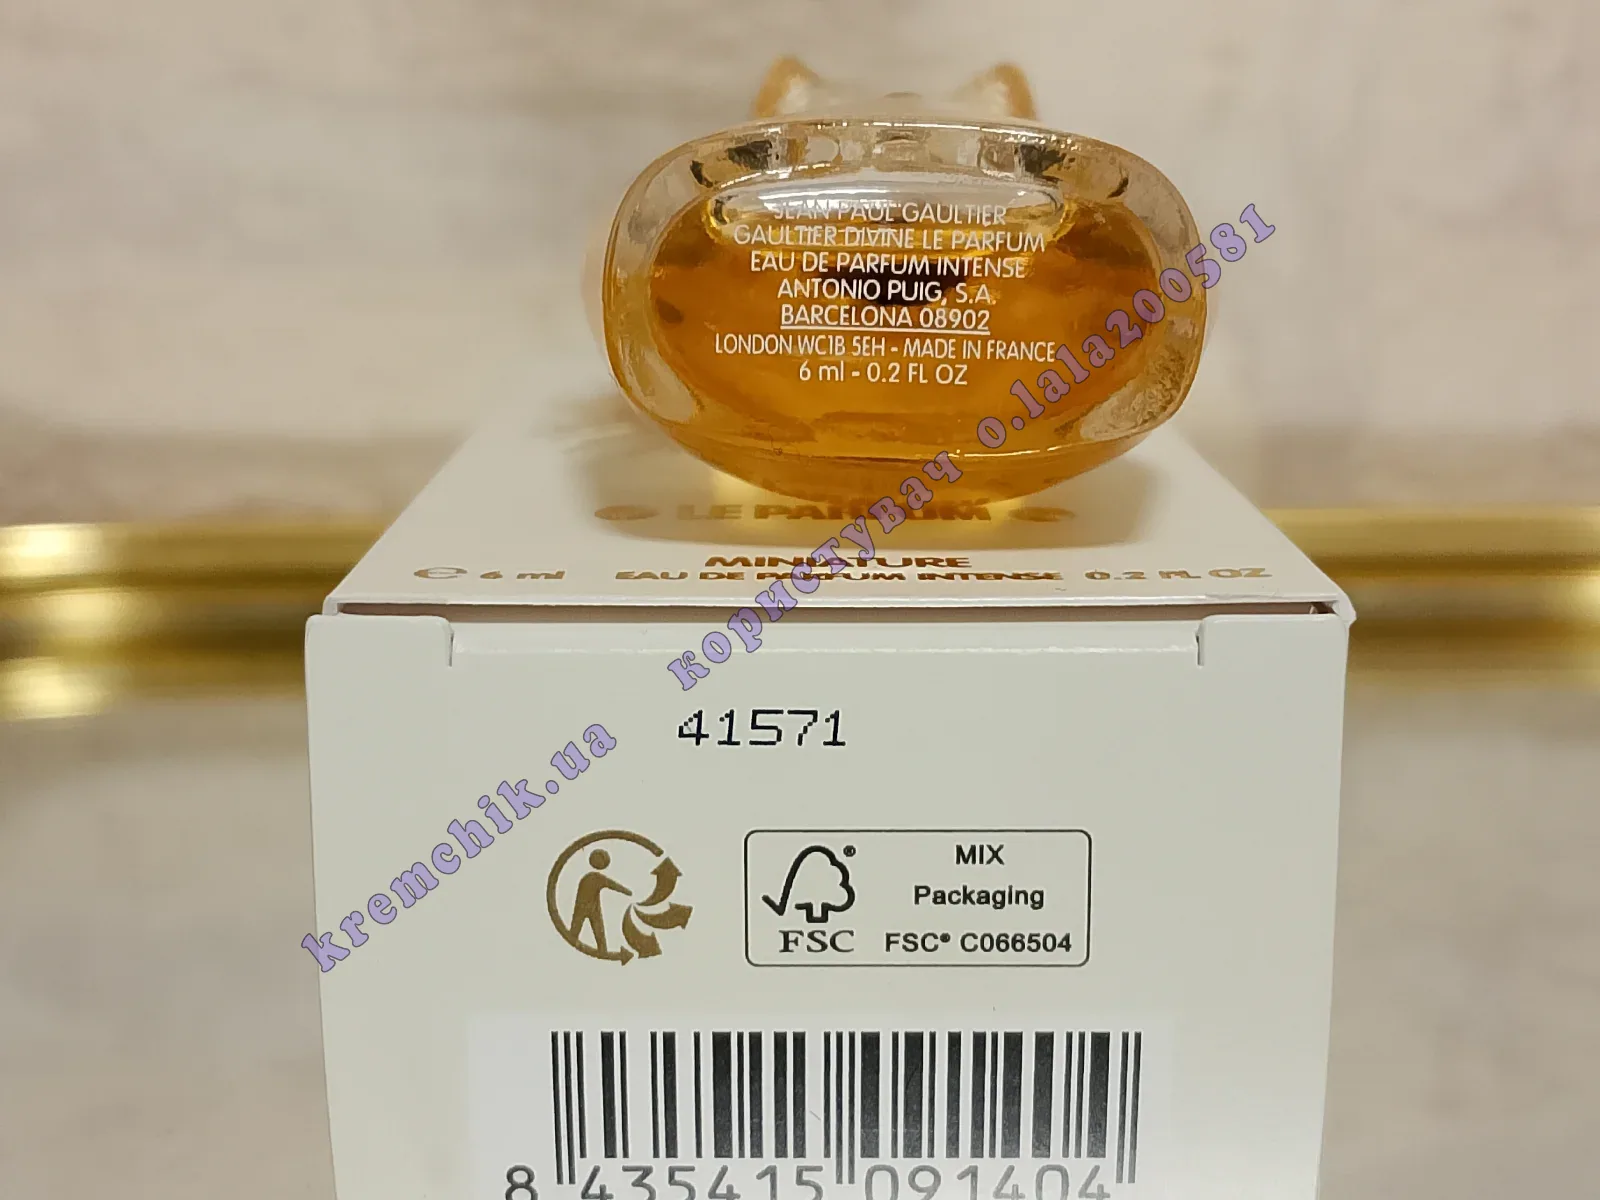 JEAN PAUL GAULTIER
GAULTIER DIVINE LE PARFUM
EAU DE PARFUM INTENSE
ANTONIO PUIG, S.A.
BARCELONA 08902
LONDON WC1B 5EH - MADE IN FRANCE
6 ml - 0.2 FL OZ
LE PARFUM
MINIATURE
℮ 6 ml EAU DE PARFUM INTENSE 0.2 FL OZ
користувач o.lala200581
kremchik.ua
41571
FSC®
MIX
Packaging
FSC® C066504
8 435415 091404